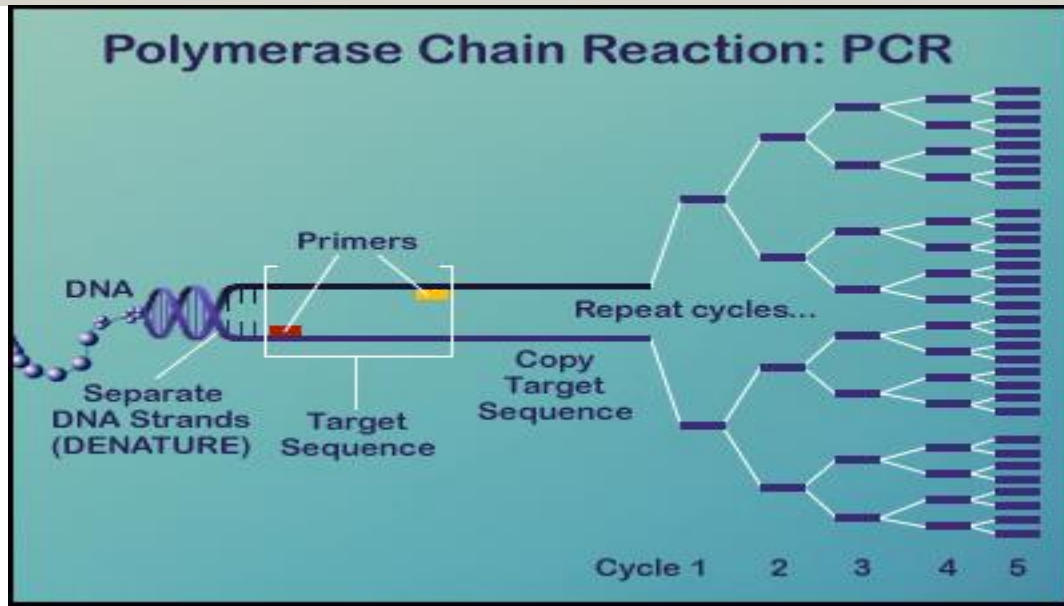 Polymerase Chain Reaction: PCR
Primers
DNA
Repeat cycles...
Separate
DNA Strands
(DENATURE)
Target
Sequence
Copy
Target
Sequence
Cycle 1 2 3 4 5